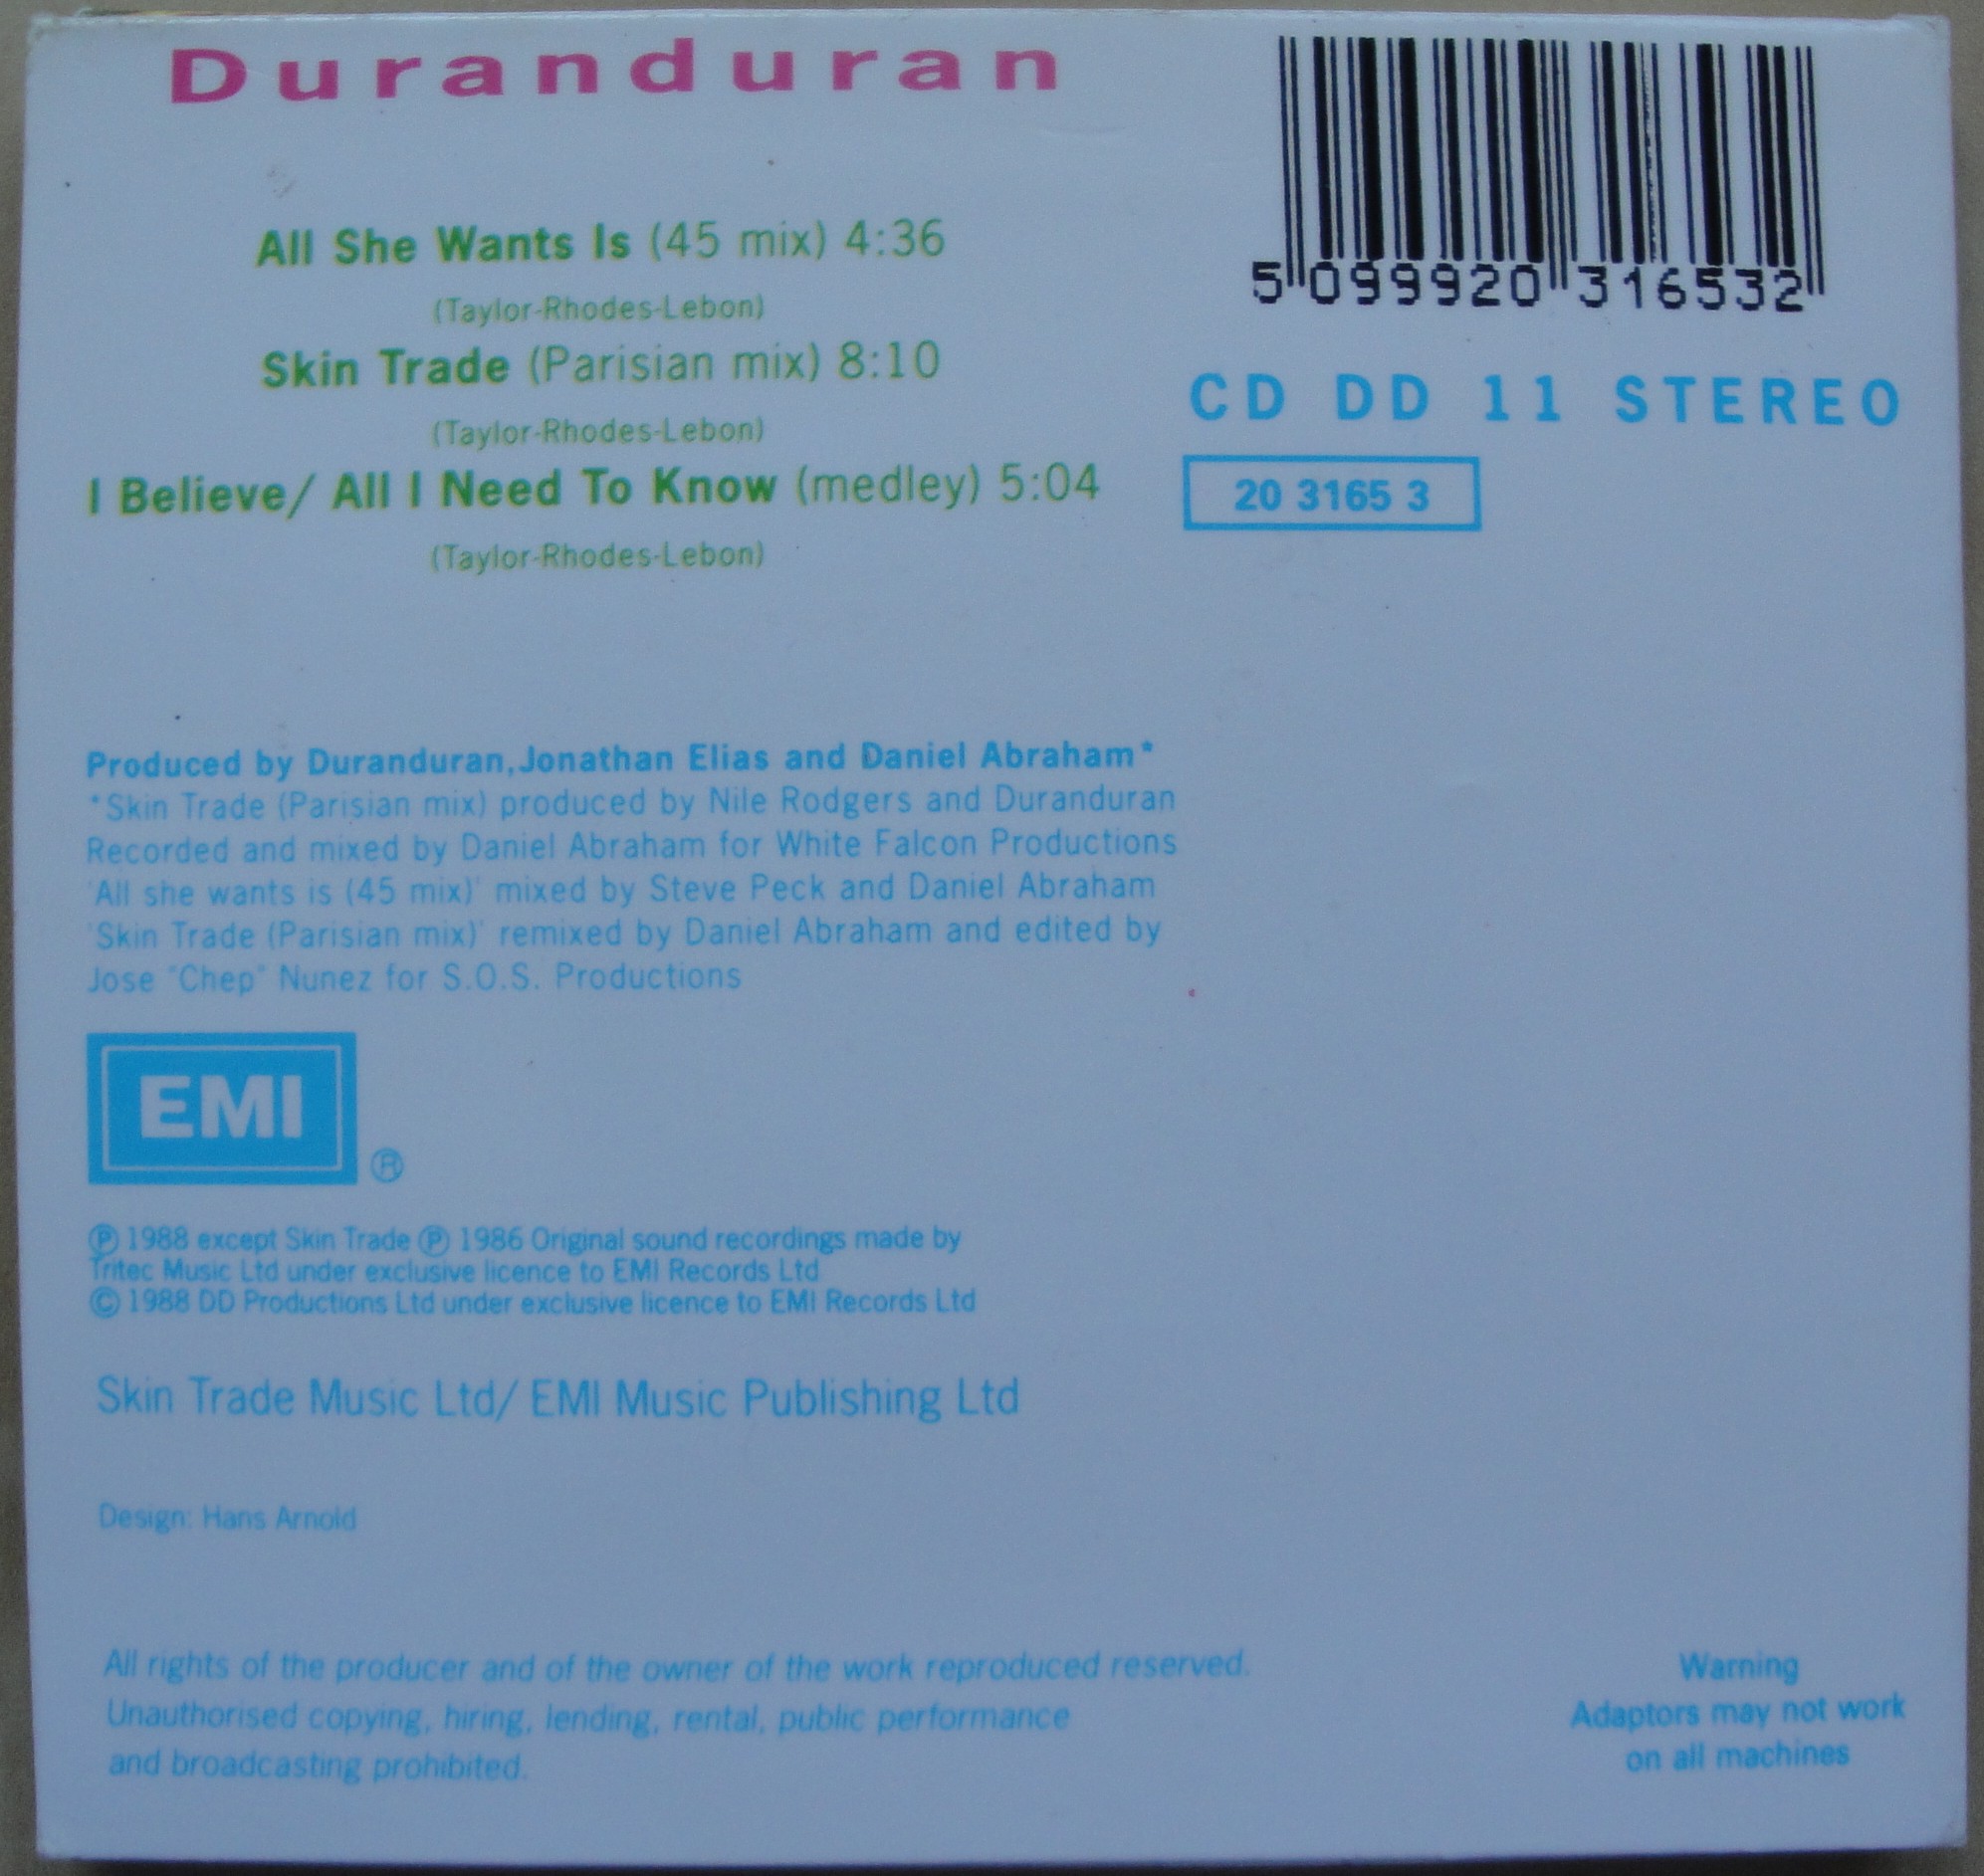 Duranduran
All She Wants Is (45 mix) 4:36
(Taylor-Rhodes-Lebon)
Skin Trade (Parisian mix) 8:10
(Taylor-Rhodes-Lebon)
I Believe/ All I Need To Know (medley) 5:04
(Taylor-Rhodes-Lebon)
5 099920 316532
CD DD 11 STEREO
20 3165 3
Produced by Duranduran, Jonathan Elias and Daniel Abraham*
*Skin Trade (Parisian mix) produced by Nile Rodgers and Duranduran
Recorded and mixed by Daniel Abraham for White Falcon Productions
'All she wants is (45 mix)' mixed by Steve Peck and Daniel Abraham
'Skin Trade (Parisian mix)' remixed by Daniel Abraham and edited by
Jose "Chep" Nunez for S.O.S. Productions
EMI ®
℗ 1988 except Skin Trade ℗ 1986 Original sound recordings made by
Tritec Music Ltd under exclusive licence to EMI Records Ltd
© 1988 DD Productions Ltd under exclusive licence to EMI Records Ltd
Skin Trade Music Ltd/ EMI Music Publishing Ltd
Design: Hans Arnold
All rights of the producer and of the owner of the work reproduced reserved.
Unauthorised copying, hiring, lending, rental, public performance
and broadcasting prohibited.
Warning
Adaptors may not work
on all machines